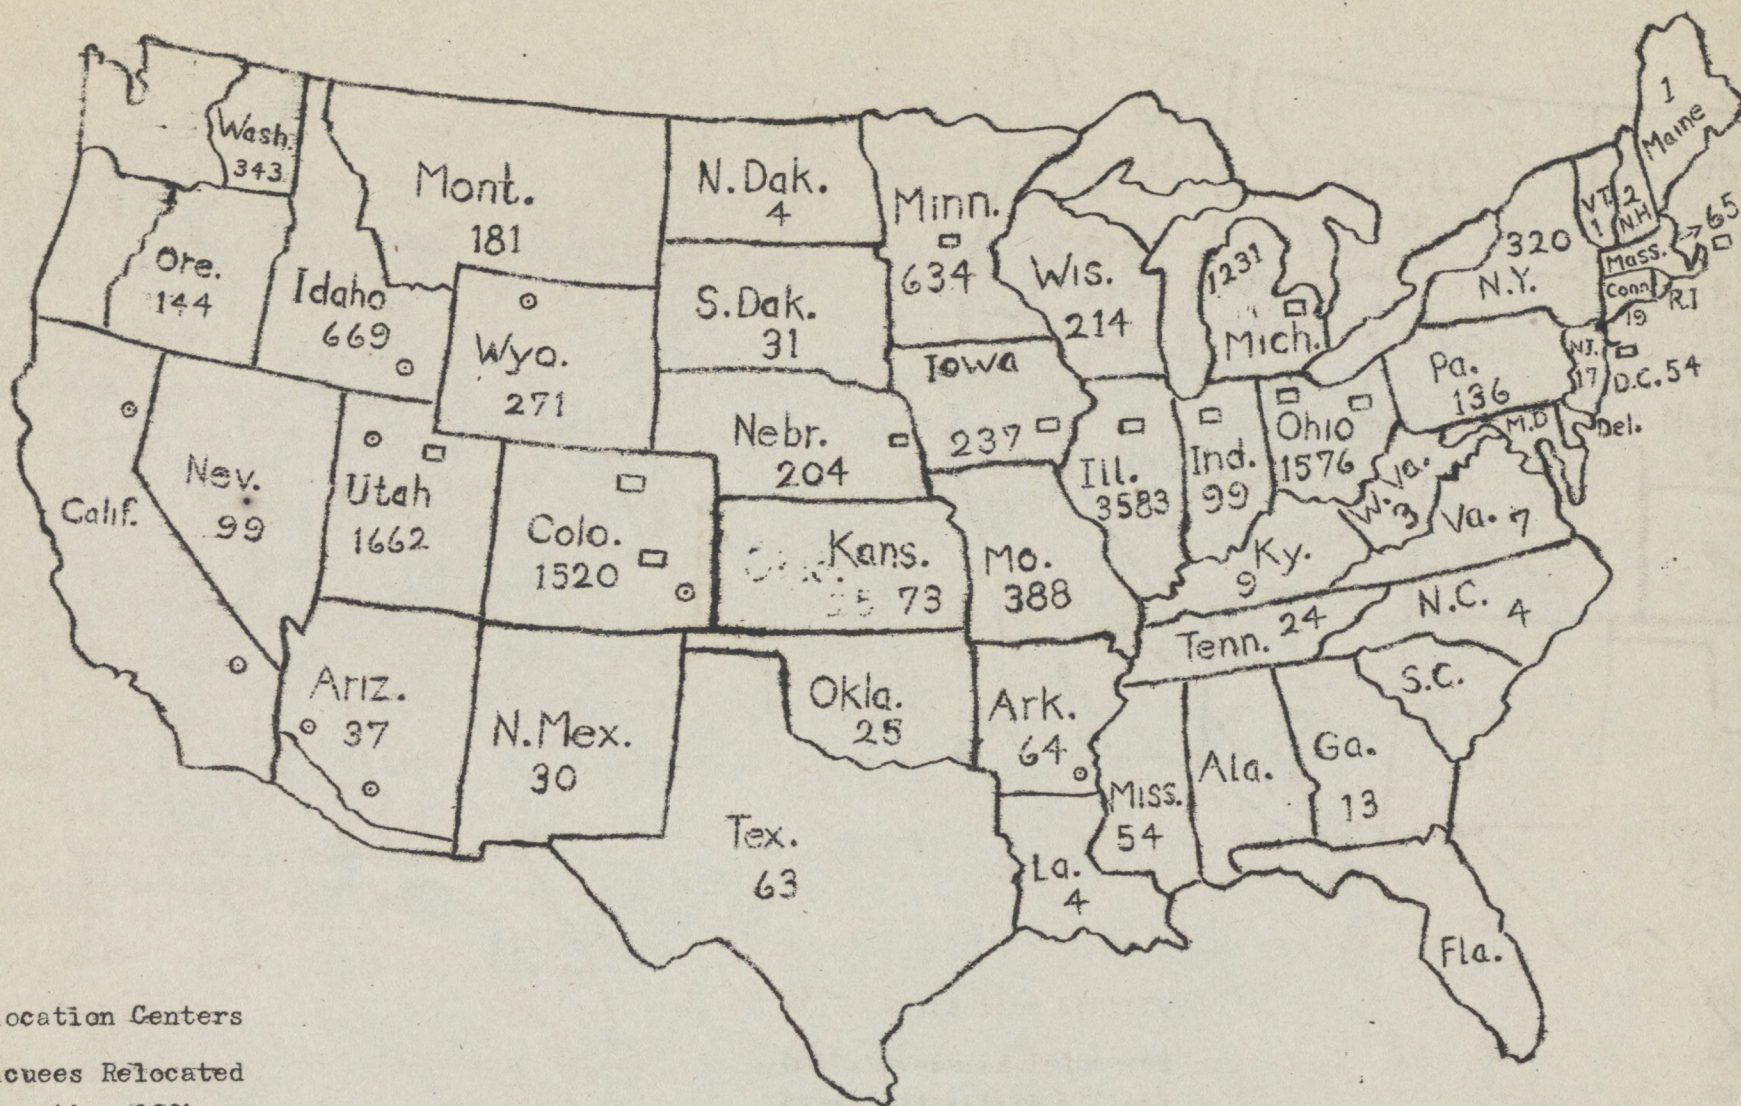 Wash.
343
Ore.
144
Idaho
669
Mont.
181
N.Dak.
4
S.Dak.
31
Minn.
634
Wis.
214
1231
Mich.
Iowa
237
Wyo.
271
Nebr.
204
Calif.
Nev.
99
Utah
1662
Colo.
1520
Kans.
73
Mo.
388
Ill.
3583
Ind.
99
Ohio
1576
Ky.
9
W. Va.
3
Va. 7
Pa.
136
320
N.Y.
VT.
1
2
N.H.
1
Maine
Mass.
65
Conn
19
R.I
N.J.
17
D.C. 54
M.D
Del.
Tenn. 24
N.C. 4
S.C.
Ariz.
37
N.Mex.
30
Okla.
25
Ark.
64
Tex.
63
La.
4
Miss.
54
Ala.
Ga.
13
Fla.
location Centers
cuees Relocated